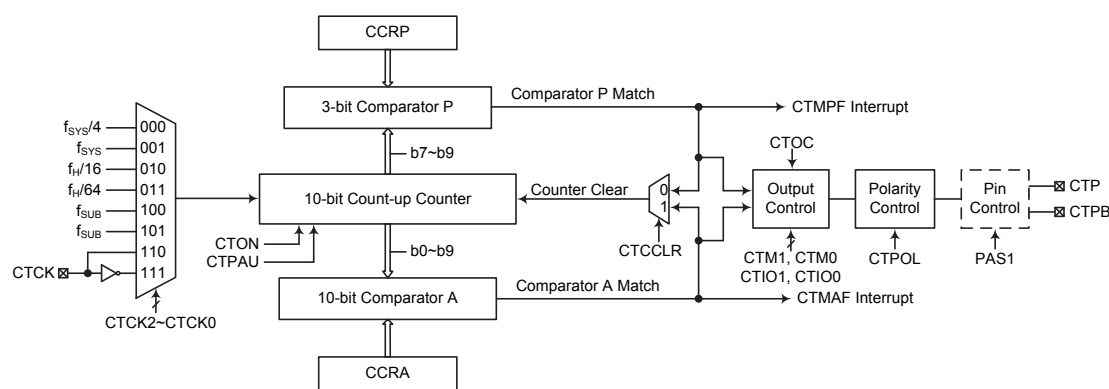 CCRP
3-bit Comparator P
Comparator P Match
CTMPF Interrupt
b7~b9
fSYS/4
000
fSYS
001
fH/16
010
fH/64
011
fSUB
100
fSUB
101
110
111
CTCK
CTCK2~CTCK0
10-bit Count-up Counter
CTON
CTPAU
Counter Clear
0
1
CTCCLR
CTOC
Output
Control
CTM1, CTM0
CTIO1, CTIO0
Polarity
Control
CTPOL
Pin
Control
PAS1
CTP
CTPB
b0~b9
10-bit Comparator A
Comparator A Match
CTMAF Interrupt
CCRA